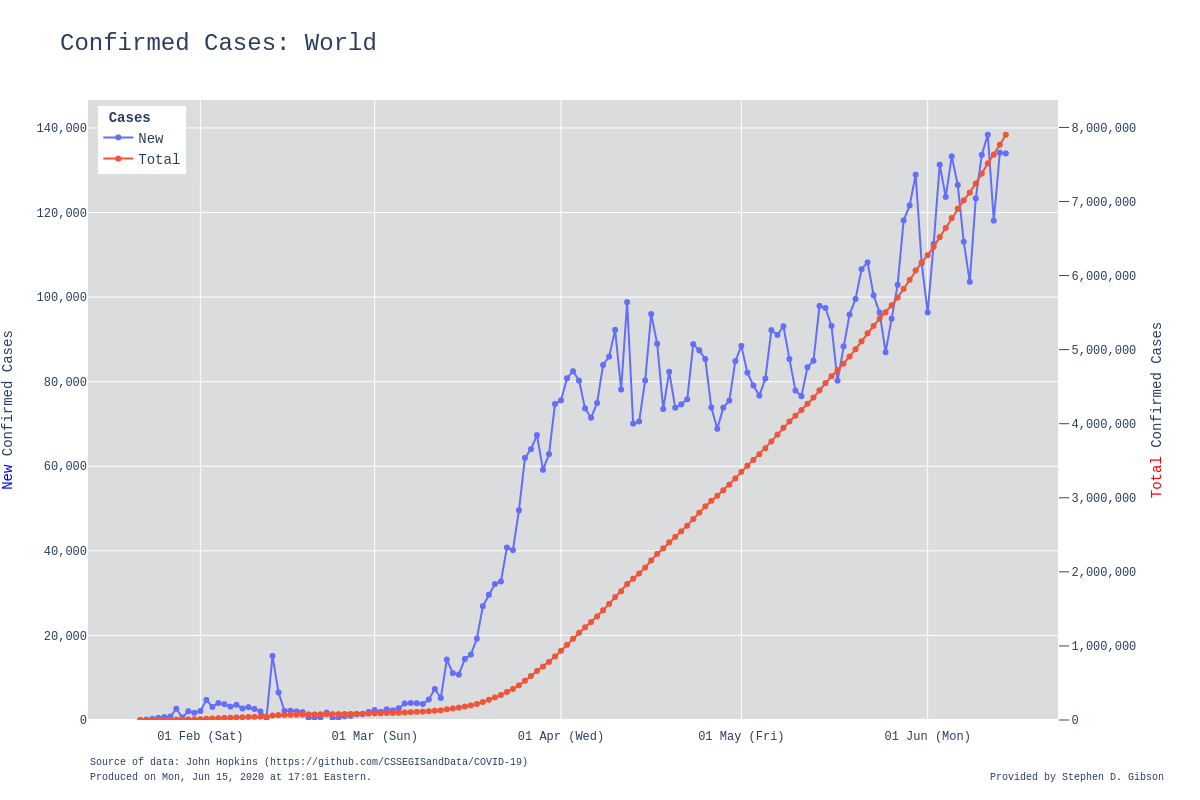 Confirmed Cases: World
Cases
New
Total
140,000
120,000
100,000
80,000
60,000
40,000
20,000
0
New Confirmed Cases
8,000,000
7,000,000
6,000,000
5,000,000
4,000,000
3,000,000
2,000,000
1,000,000
0
Total Confirmed Cases
01 Feb (Sat) 01 Mar (Sun) 01 Apr (Wed) 01 May (Fri) 01 Jun (Mon)
Source of data: John Hopkins (https://github.com/CSSEGISandData/COVID-19)
Produced on Mon, Jun 15, 2020 at 17:01 Eastern.
Provided by Stephen D. Gibson